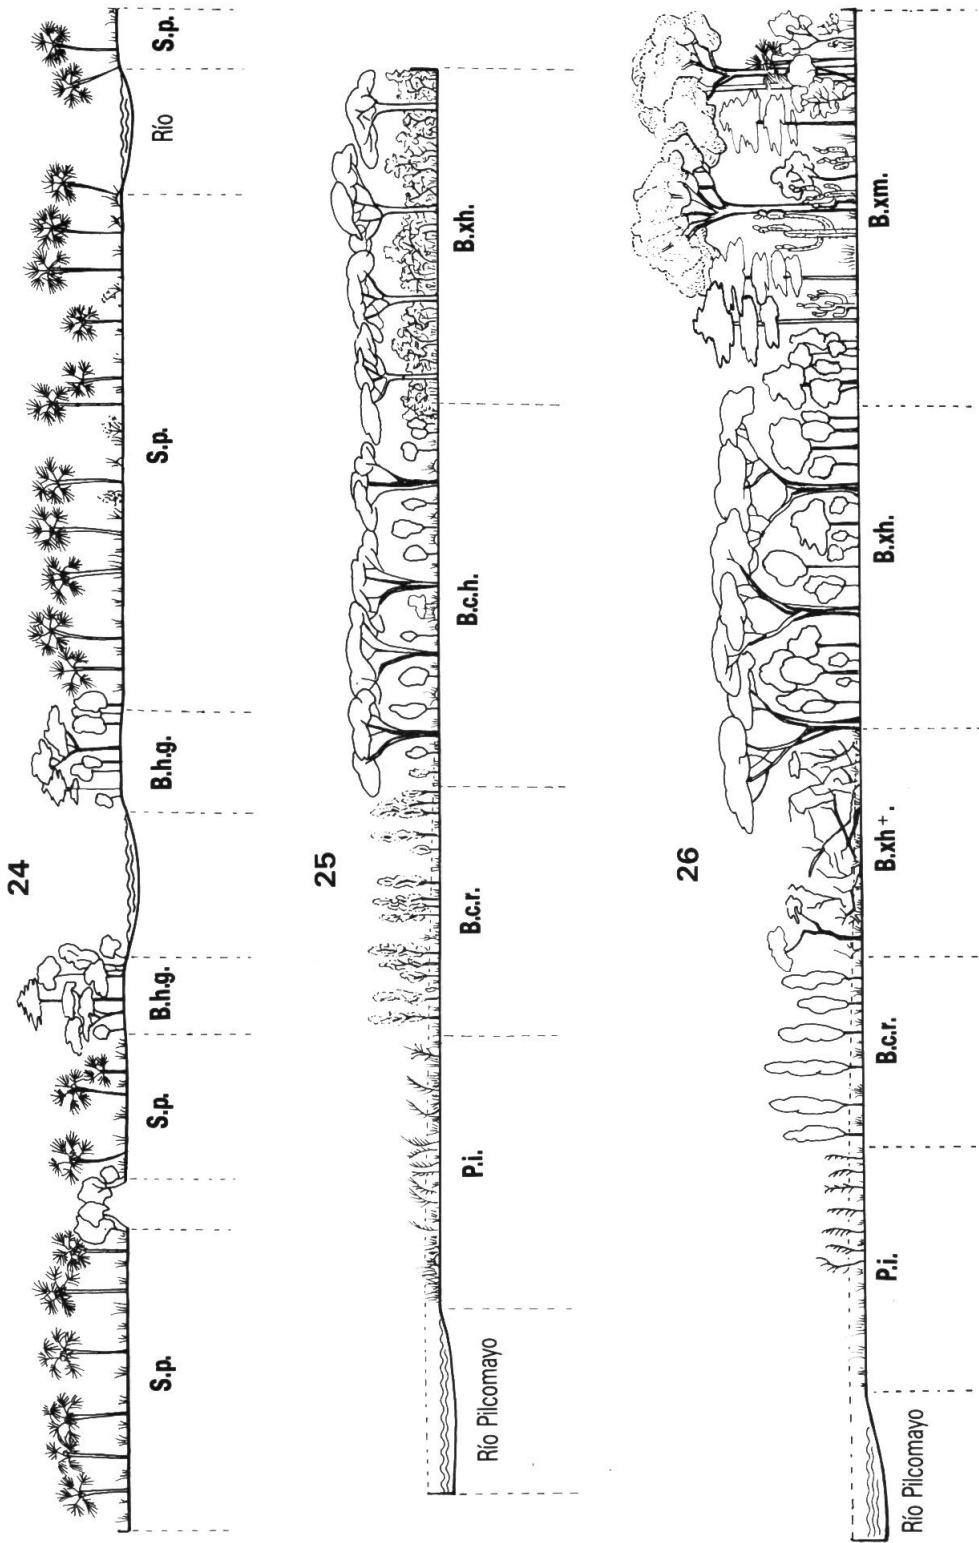 24
S.p.
S.p.
B.h.g.
B.h.g.
S.p.
Río
S.p.
25
Río Pilcomayo
P.i.
B.c.r.
B.c.h.
B.xh.
26
Río Pilcomayo
P.i.
B.c.r.
B.xh+.
B.xh.
B.xm.